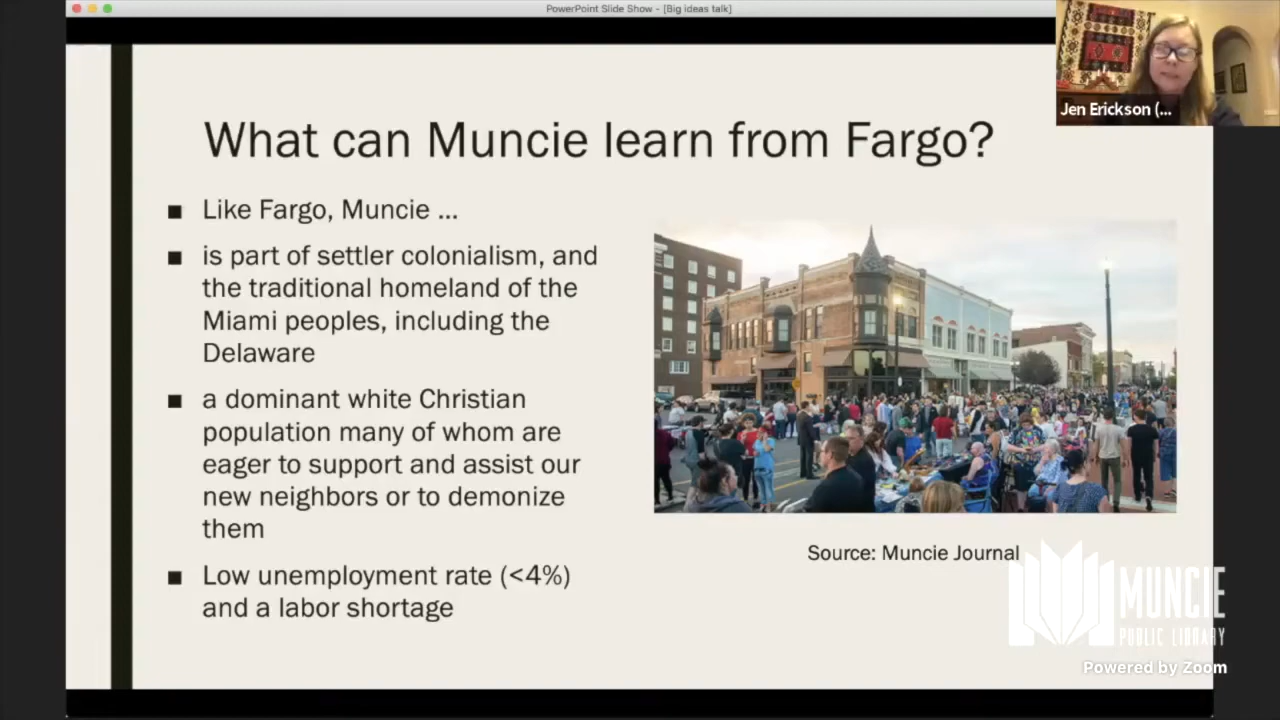 PowerPoint Slide Show - [Big ideas talk]
Jen Erickson (...
What can Muncie learn from Fargo?
■ Like Fargo, Muncie ...
■ is part of settler colonialism, and
the traditional homeland of the
Miami peoples, including the
Delaware
■ a dominant white Christian
population many of whom are
eager to support and assist our
new neighbors or to demonize
them
■ Low unemployment rate (<4%)
and a labor shortage
Source: Muncie Journal
MUNCIE
PUBLIC LIBRARY
Powered by Zoom